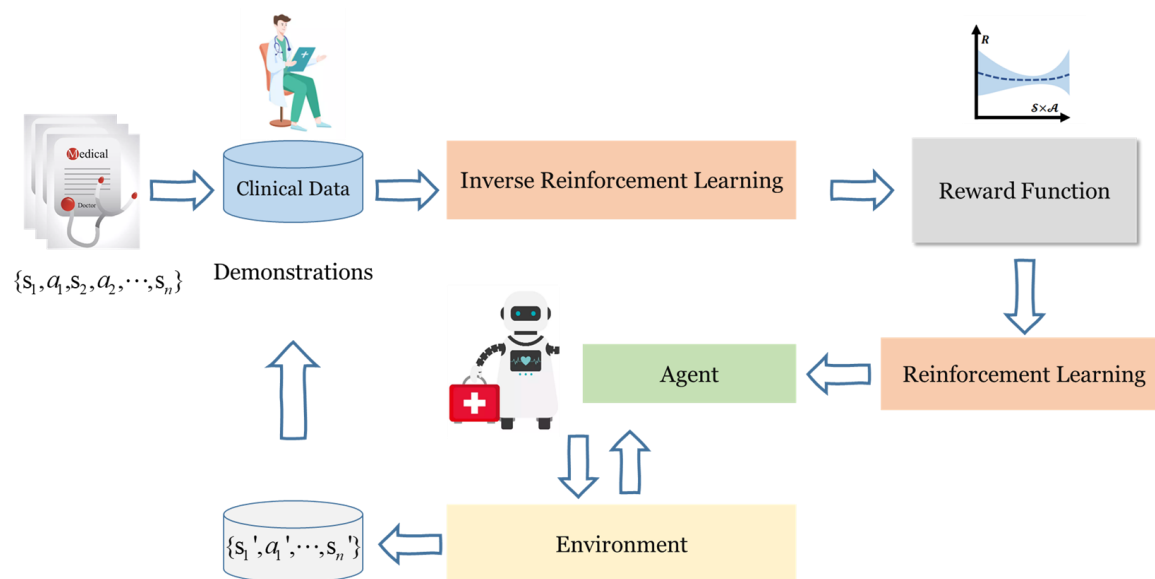 R
S×A
Medical
Doctor
Clinical Data
Inverse Reinforcement Learning
Reward Function
{s₁,a₁,s₂,a₂,⋯,sₙ}
Demonstrations
Agent
Reinforcement Learning
{s₁',a₁',⋯,sₙ'}
Environment